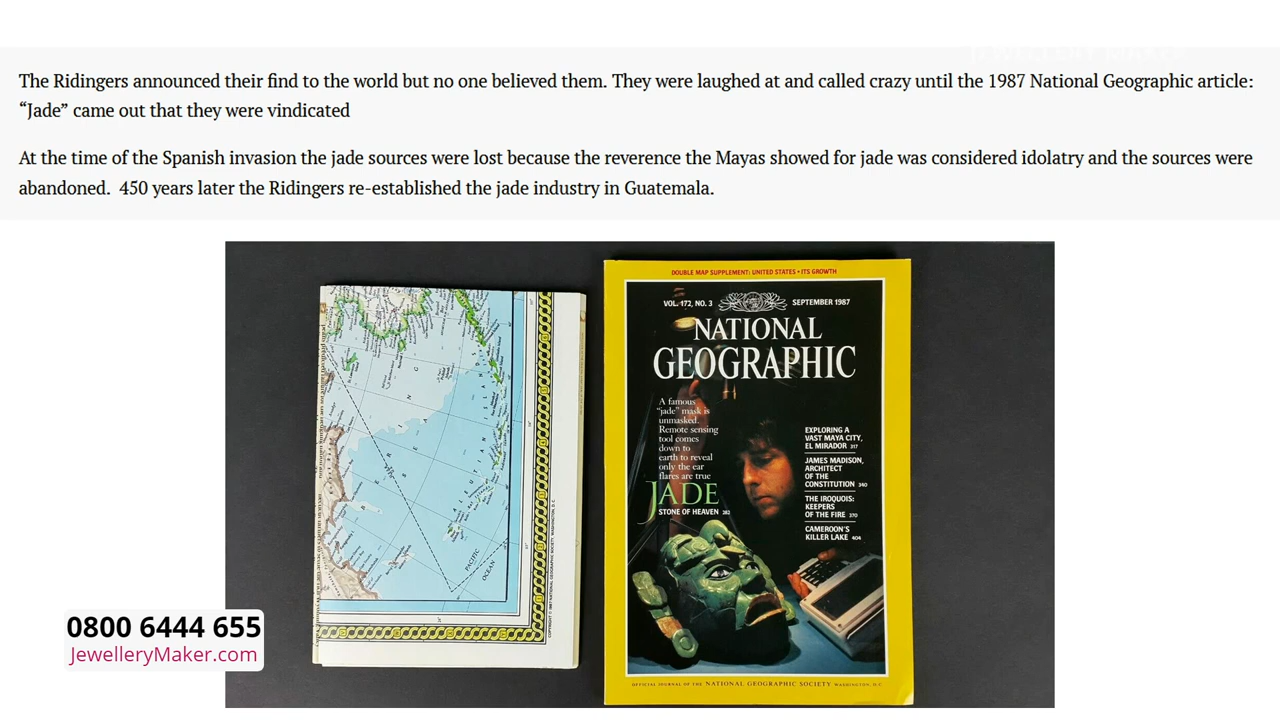 The Ridingers announced their find to the world but no one believed them. They were laughed at and called crazy until the 1987 National Geographic article:
“Jade” came out that they were vindicated
At the time of the Spanish invasion the jade sources were lost because the reverence the Mayas showed for jade was considered idolatry and the sources were
abandoned.  450 years later the Ridingers re-established the jade industry in Guatemala.
DOUBLE MAP SUPPLEMENT: UNITED STATES • ITS GROWTH
VOL. 172, NO. 3
SEPTEMBER 1987
NATIONAL
GEOGRAPHIC
A famous
“jade” mask is
unmasked.
Remote sensing
tool comes
down to
earth to reveal
only the ear
flares are true
JADE
STONE OF HEAVEN 282
EXPLORING A
VAST MAYA CITY,
EL MIRADOR 317
JAMES MADISON,
ARCHITECT
OF THE
CONSTITUTION 340
THE IROQUOIS:
KEEPERS
OF THE FIRE 370
CAMEROON'S
KILLER LAKE 404
OFFICIAL JOURNAL OF THE NATIONAL GEOGRAPHIC SOCIETY WASHINGTON, D.C.
PACIFIC
OCEAN
0800 6444 655
JewelleryMaker.com